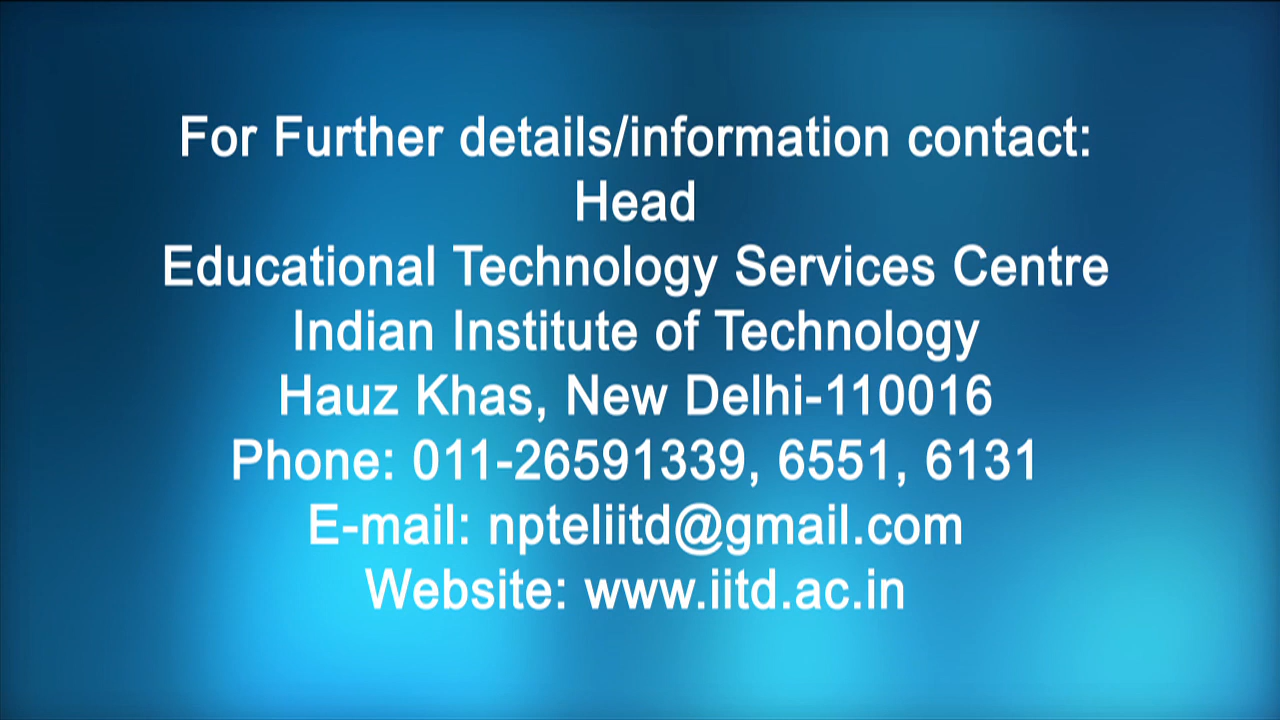 For Further details/information contact:
Head
Educational Technology Services Centre
Indian Institute of Technology
Hauz Khas, New Delhi-110016
Phone: 011-26591339, 6551, 6131
E-mail: npteliitd@gmail.com
Website: www.iitd.ac.in